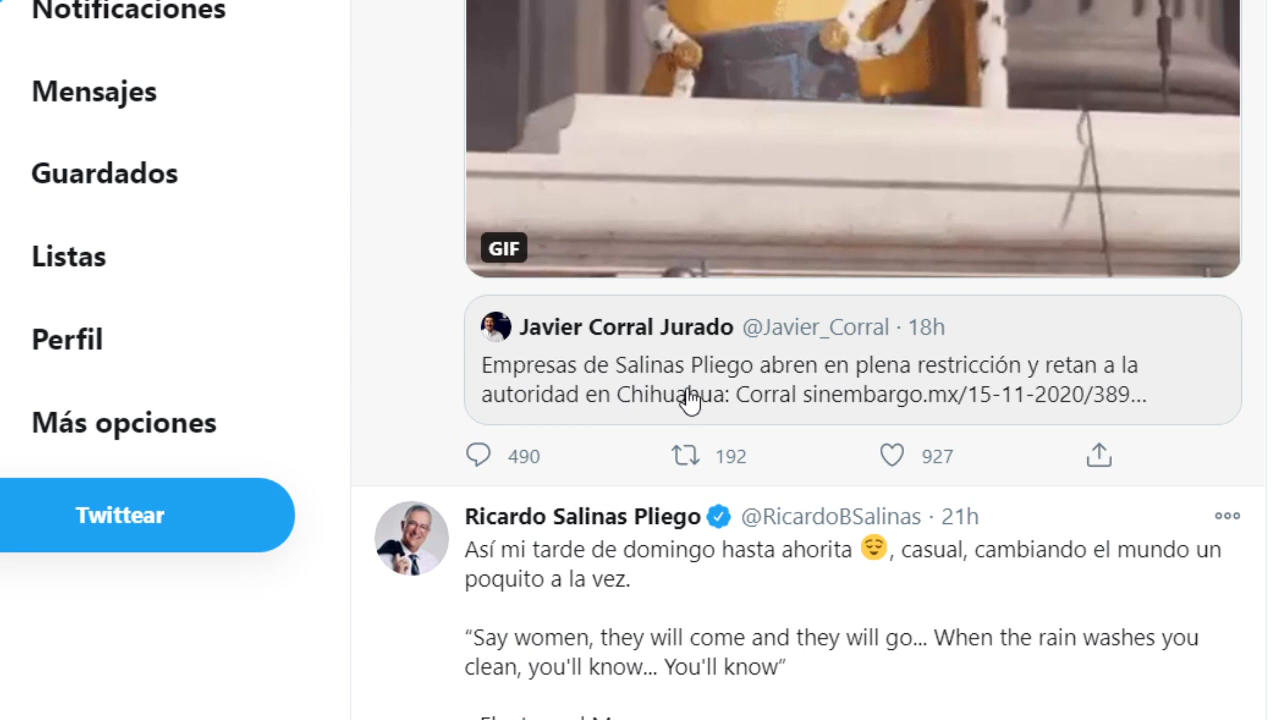 Notificaciones
Mensajes
Guardados
Listas
Perfil
Más opciones
Twittear
GIF
Javier Corral Jurado @Javier_Corral · 18h
Empresas de Salinas Pliego abren en plena restricción y retan a la
autoridad en Chihuahua: Corral sinembargo.mx/15-11-2020/389...
490 192 927
Ricardo Salinas Pliego @RicardoBSalinas · 21h
Así mi tarde de domingo hasta ahorita 😌, casual, cambiando el mundo un
poquito a la vez.
“Say women, they will come and they will go... When the rain washes you
clean, you'll know... You'll know”